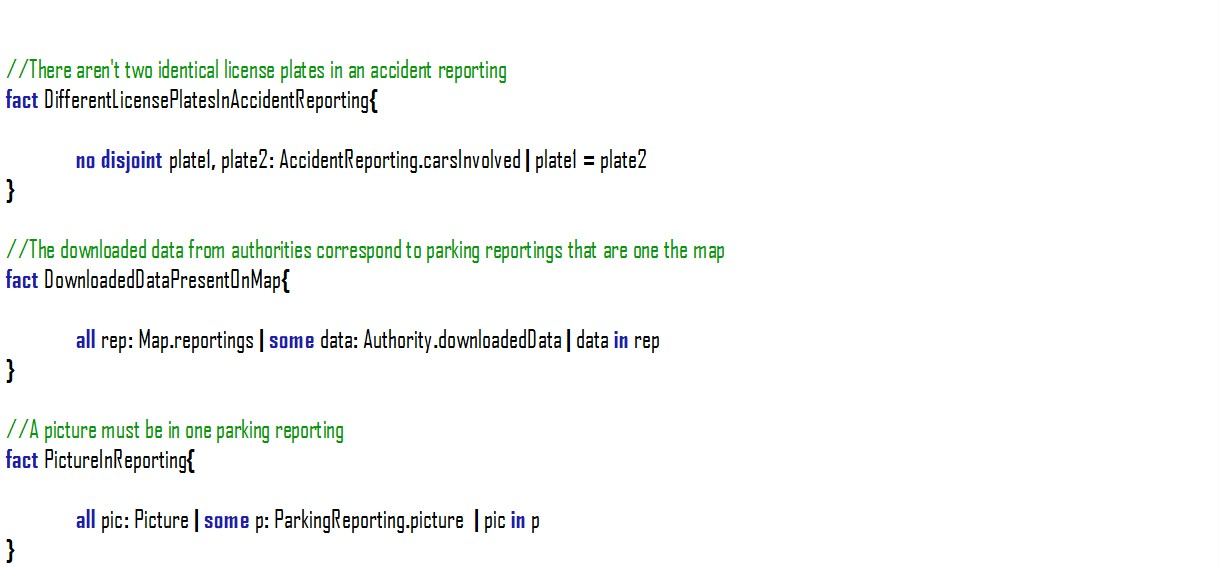 //There aren't two identical license plates in an accident reporting
fact DifferentLicensePlatesInAccidentReporting{
no disjoint plate1, plate2: AccidentReporting.carsInvolved | plate1 = plate2
}
//The downloaded data from authorities correspond to parking reportings that are one the map
fact DownloadedDataPresentOnMap{
all rep: Map.reportings | some data: Authority.downloadedData | data in rep
}
//A picture must be in one parking reporting
fact PictureInReporting{
all pic: Picture | some p: ParkingReporting.picture | pic in p
}